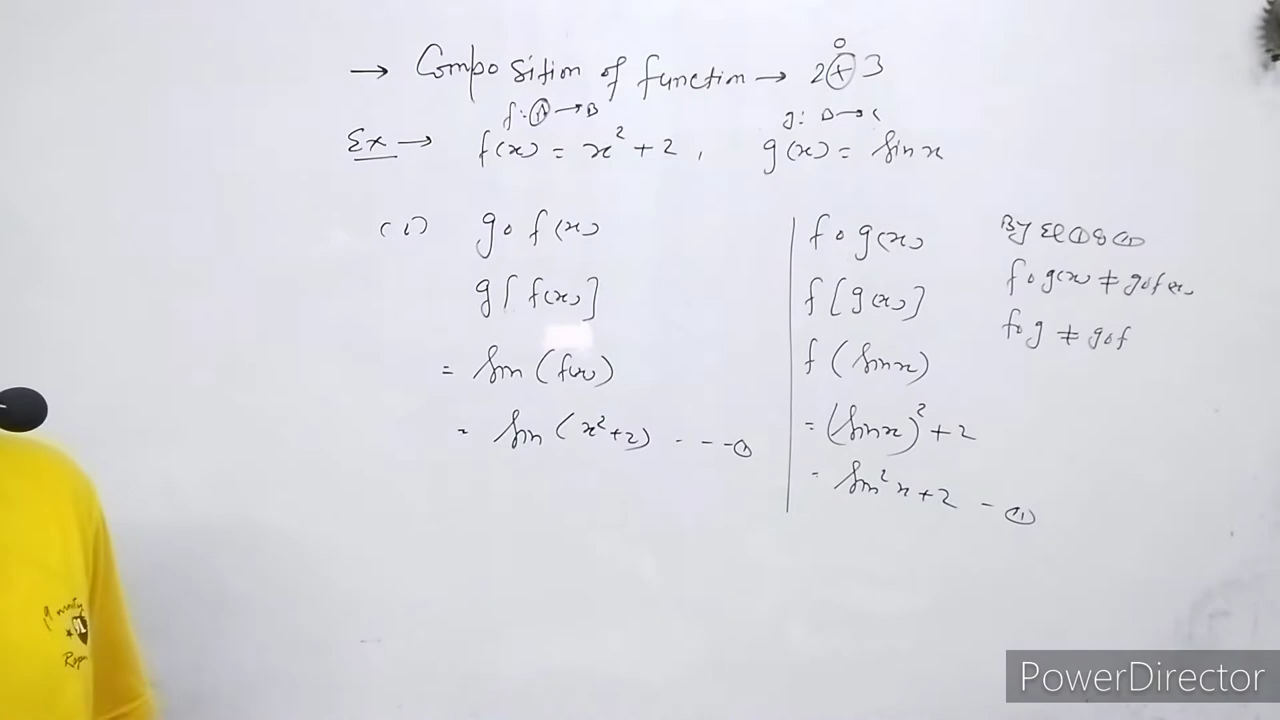 → Composition of function → 2 + 3
o
f: A → B
g: B → C
Ex → f(x) = x² + 2, g(x) = Sin x
(i) g o f(x)
g[f(x)]
= Sin (f(x))
= Sin (x²+2) - - - ①
f o g(x)
f[g(x)]
f(Sin x)
= (Sin x)² + 2
= Sin² x + 2 - ②
By EQ ① & ②
f o g(x) ≠ g o f(x)
f o g ≠ g o f
PowerDirector